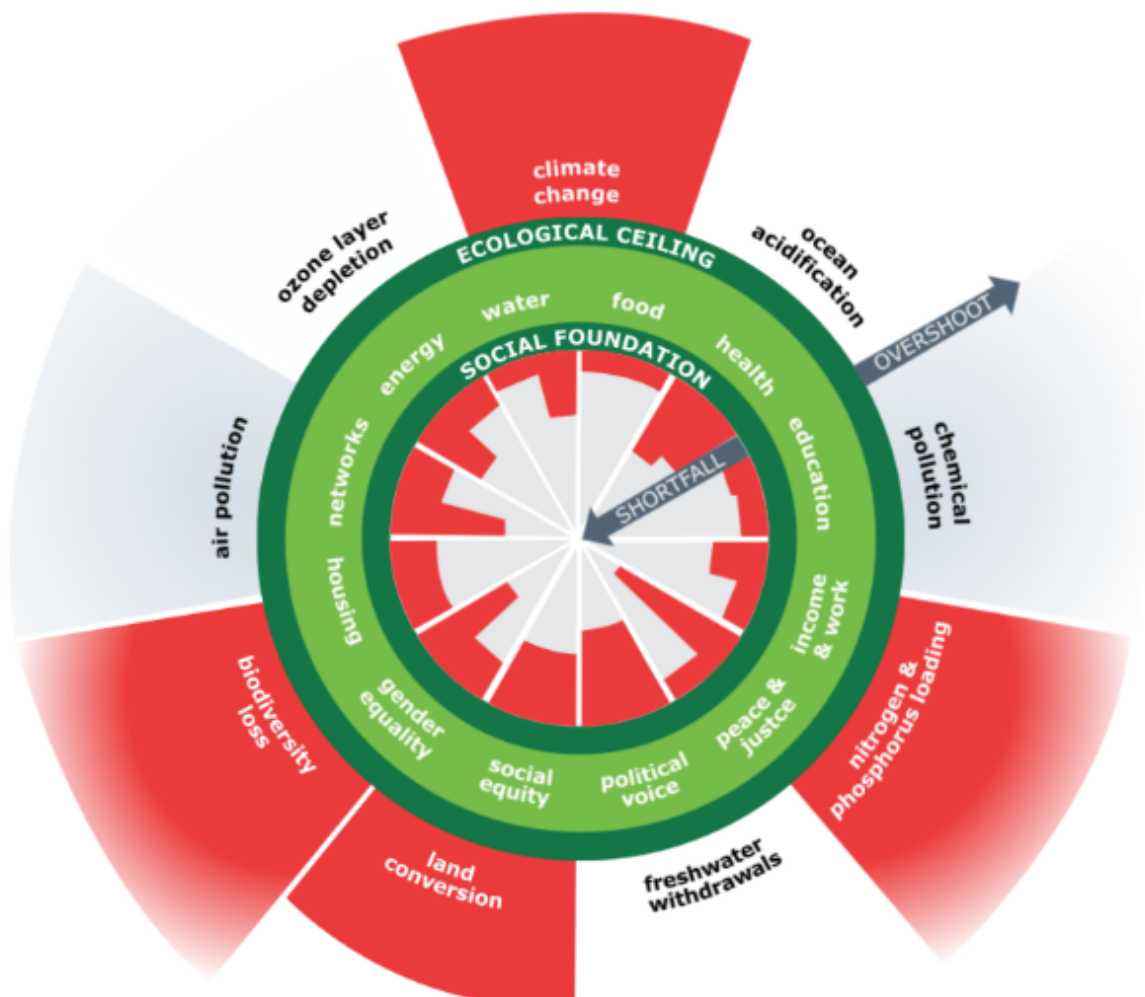 climate
change
ozone layer
depletion
ocean
acidification
ECOLOGICAL CEILING
OVERSHOOT
water
food
energy
health
SOCIAL FOUNDATION
networks
education
SHORTFALL
air pollution
chemical
pollution
housing
income
& work
biodiversity
loss
gender
equality
peace &
justce
nitrogen &
phosphorus loading
social
equity
political
voice
land
conversion
freshwater
withdrawals